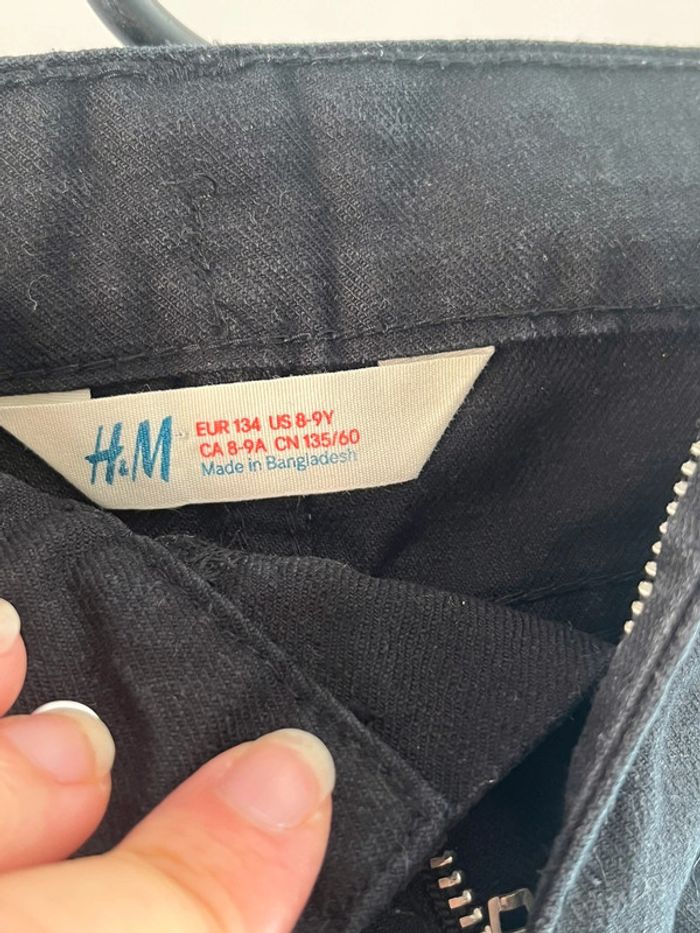 H&M
EUR 134 US 8-9Y
CA 8-9A CN 135/60
Made in Bangladesh